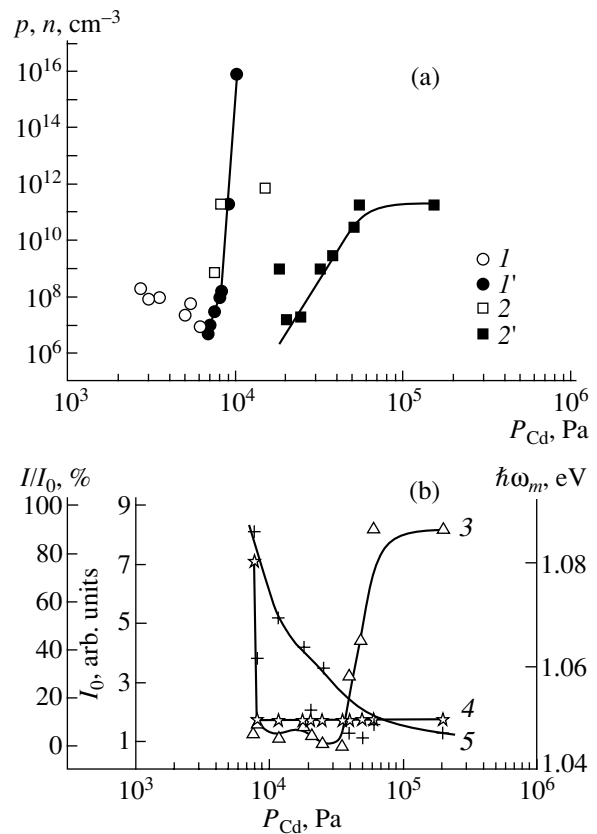 p, n, cm⁻³
(a)
10¹⁶
10¹⁴
10¹²
10¹⁰
10⁸
10⁶
1
1'
2
2'
10³ 10⁴ 10⁵ 10⁶
P_Cd, Pa
I/I₀, % ℏω_m, eV
(b)
100 9 3
80 7 1.08
60 5
40 1.06
20 3 4
0 1 5
1.04
I₀, arb. units
10³ 10⁴ 10⁵ 10⁶
P_Cd, Pa